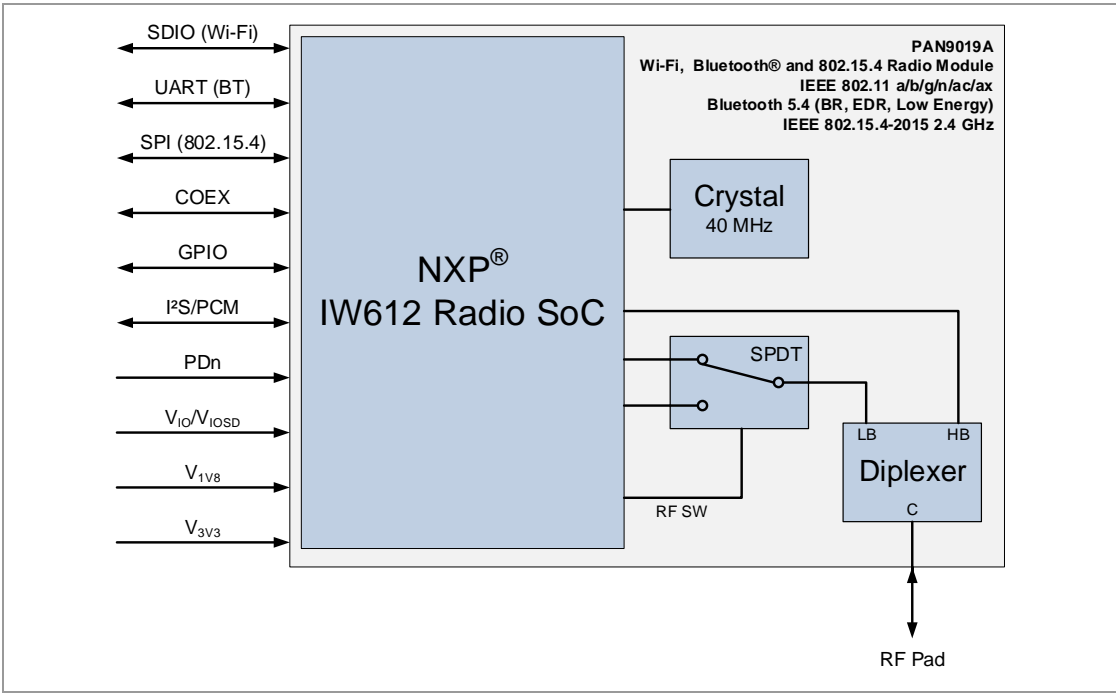 SDIO (Wi-Fi)
UART (BT)
SPI (802.15.4)
COEX
GPIO
I²S/PCM
PDn
VIO/VIOSD
V1V8
V3V3
NXP®
IW612 Radio SoC
PAN9019A
Wi-Fi, Bluetooth® and 802.15.4 Radio Module
IEEE 802.11 a/b/g/n/ac/ax
Bluetooth 5.4 (BR, EDR, Low Energy)
IEEE 802.15.4-2015 2.4 GHz
Crystal
40 MHz
SPDT
RF SW
LB HB
Diplexer
C
RF Pad